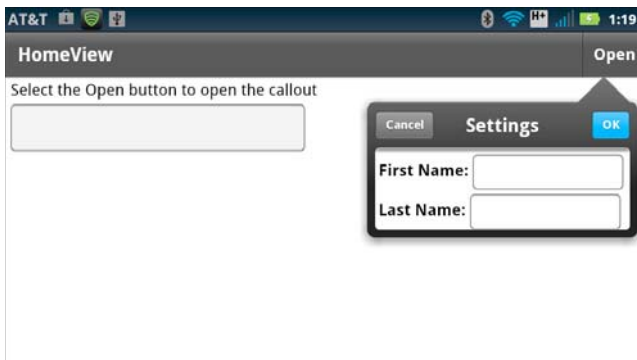 AT&T H+ 1:19
HomeView Open
Select the Open button to open the callout
Cancel Settings OK
First Name:
Last Name: